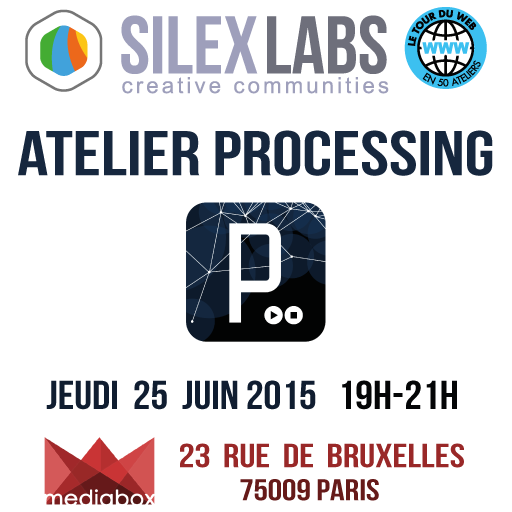 SILEX LABS
creative communities
LE TOUR DU WEB
WWW
EN 50 ATELIERS
ATELIER PROCESSING
P
JEUDI 25 JUIN 2015 19H-21H
mediabox
23 RUE DE BRUXELLES
75009 PARIS